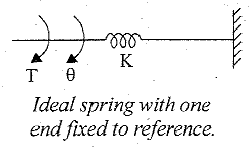 T θ K
Ideal spring with one
end fixed to reference.